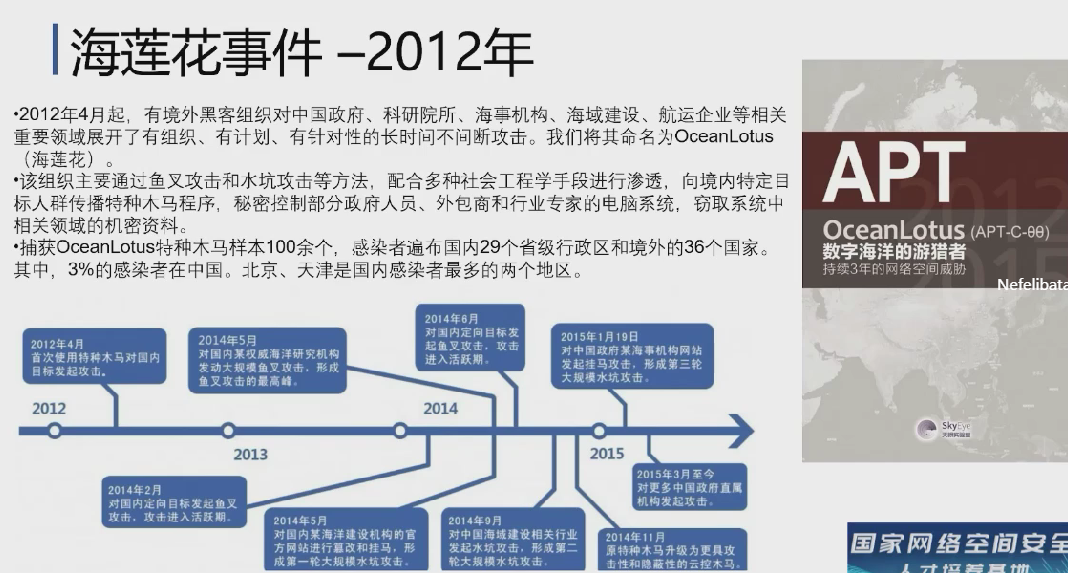 海莲花事件 –2012年
•2012年4月起，有境外黑客组织对中国政府、科研院所、海事机构、海域建设、航运企业等相关
重要领域展开了有组织、有计划、有针对性的长时间不间断攻击。我们将其命名为OceanLotus
（海莲花）。
•该组织主要通过鱼叉攻击和水坑攻击等方法，配合多种社会工程学手段进行渗透，向境内特定目
标人群传播特种木马程序，秘密控制部分政府人员、外包商和行业专家的电脑系统，窃取系统中
相关领域的机密资料。
•捕获OceanLotus特种木马样本100余个，感染者遍布国内29个省级行政区和境外的36个国家。
其中，3%的感染者在中国。北京、天津是国内感染者最多的两个地区。
2012年4月
首次使用特种木马对国内
目标发起攻击。
2014年5月
对国内某权威海洋研究机构
发动大规模鱼叉攻击，形成
鱼叉攻击的最高峰。
2014年6月
对国内定向目标发
起鱼叉攻击，攻击
进入活跃期。
2015年1月19日
对中国政府某海事机构网站
发起挂马攻击，形成第三轮
大规模水坑攻击。
2012
2013
2014
2015
2014年2月
对国内定向目标发起鱼叉
攻击，攻击进入活跃期。
2014年5月
对国内某海洋建设机构的官
方网站进行篡改和挂马，形
成第一轮大规模水坑攻击。
2014年9月
对中国海域建设相关行业
发起水坑攻击，形成第二
轮大规模水坑攻击。
2014年11月
原特种木马升级为更具攻
击性和隐蔽性的云控木马。
2015年3月至今
对更多中国政府直属
机构发起攻击。
2012
2015
APT
OceanLotus (APT-C-00)
数字海洋的游猎者
持续3年的网络空间威胁
Nefelibata
SkyEye
国家网络空间安全
人才培养基地